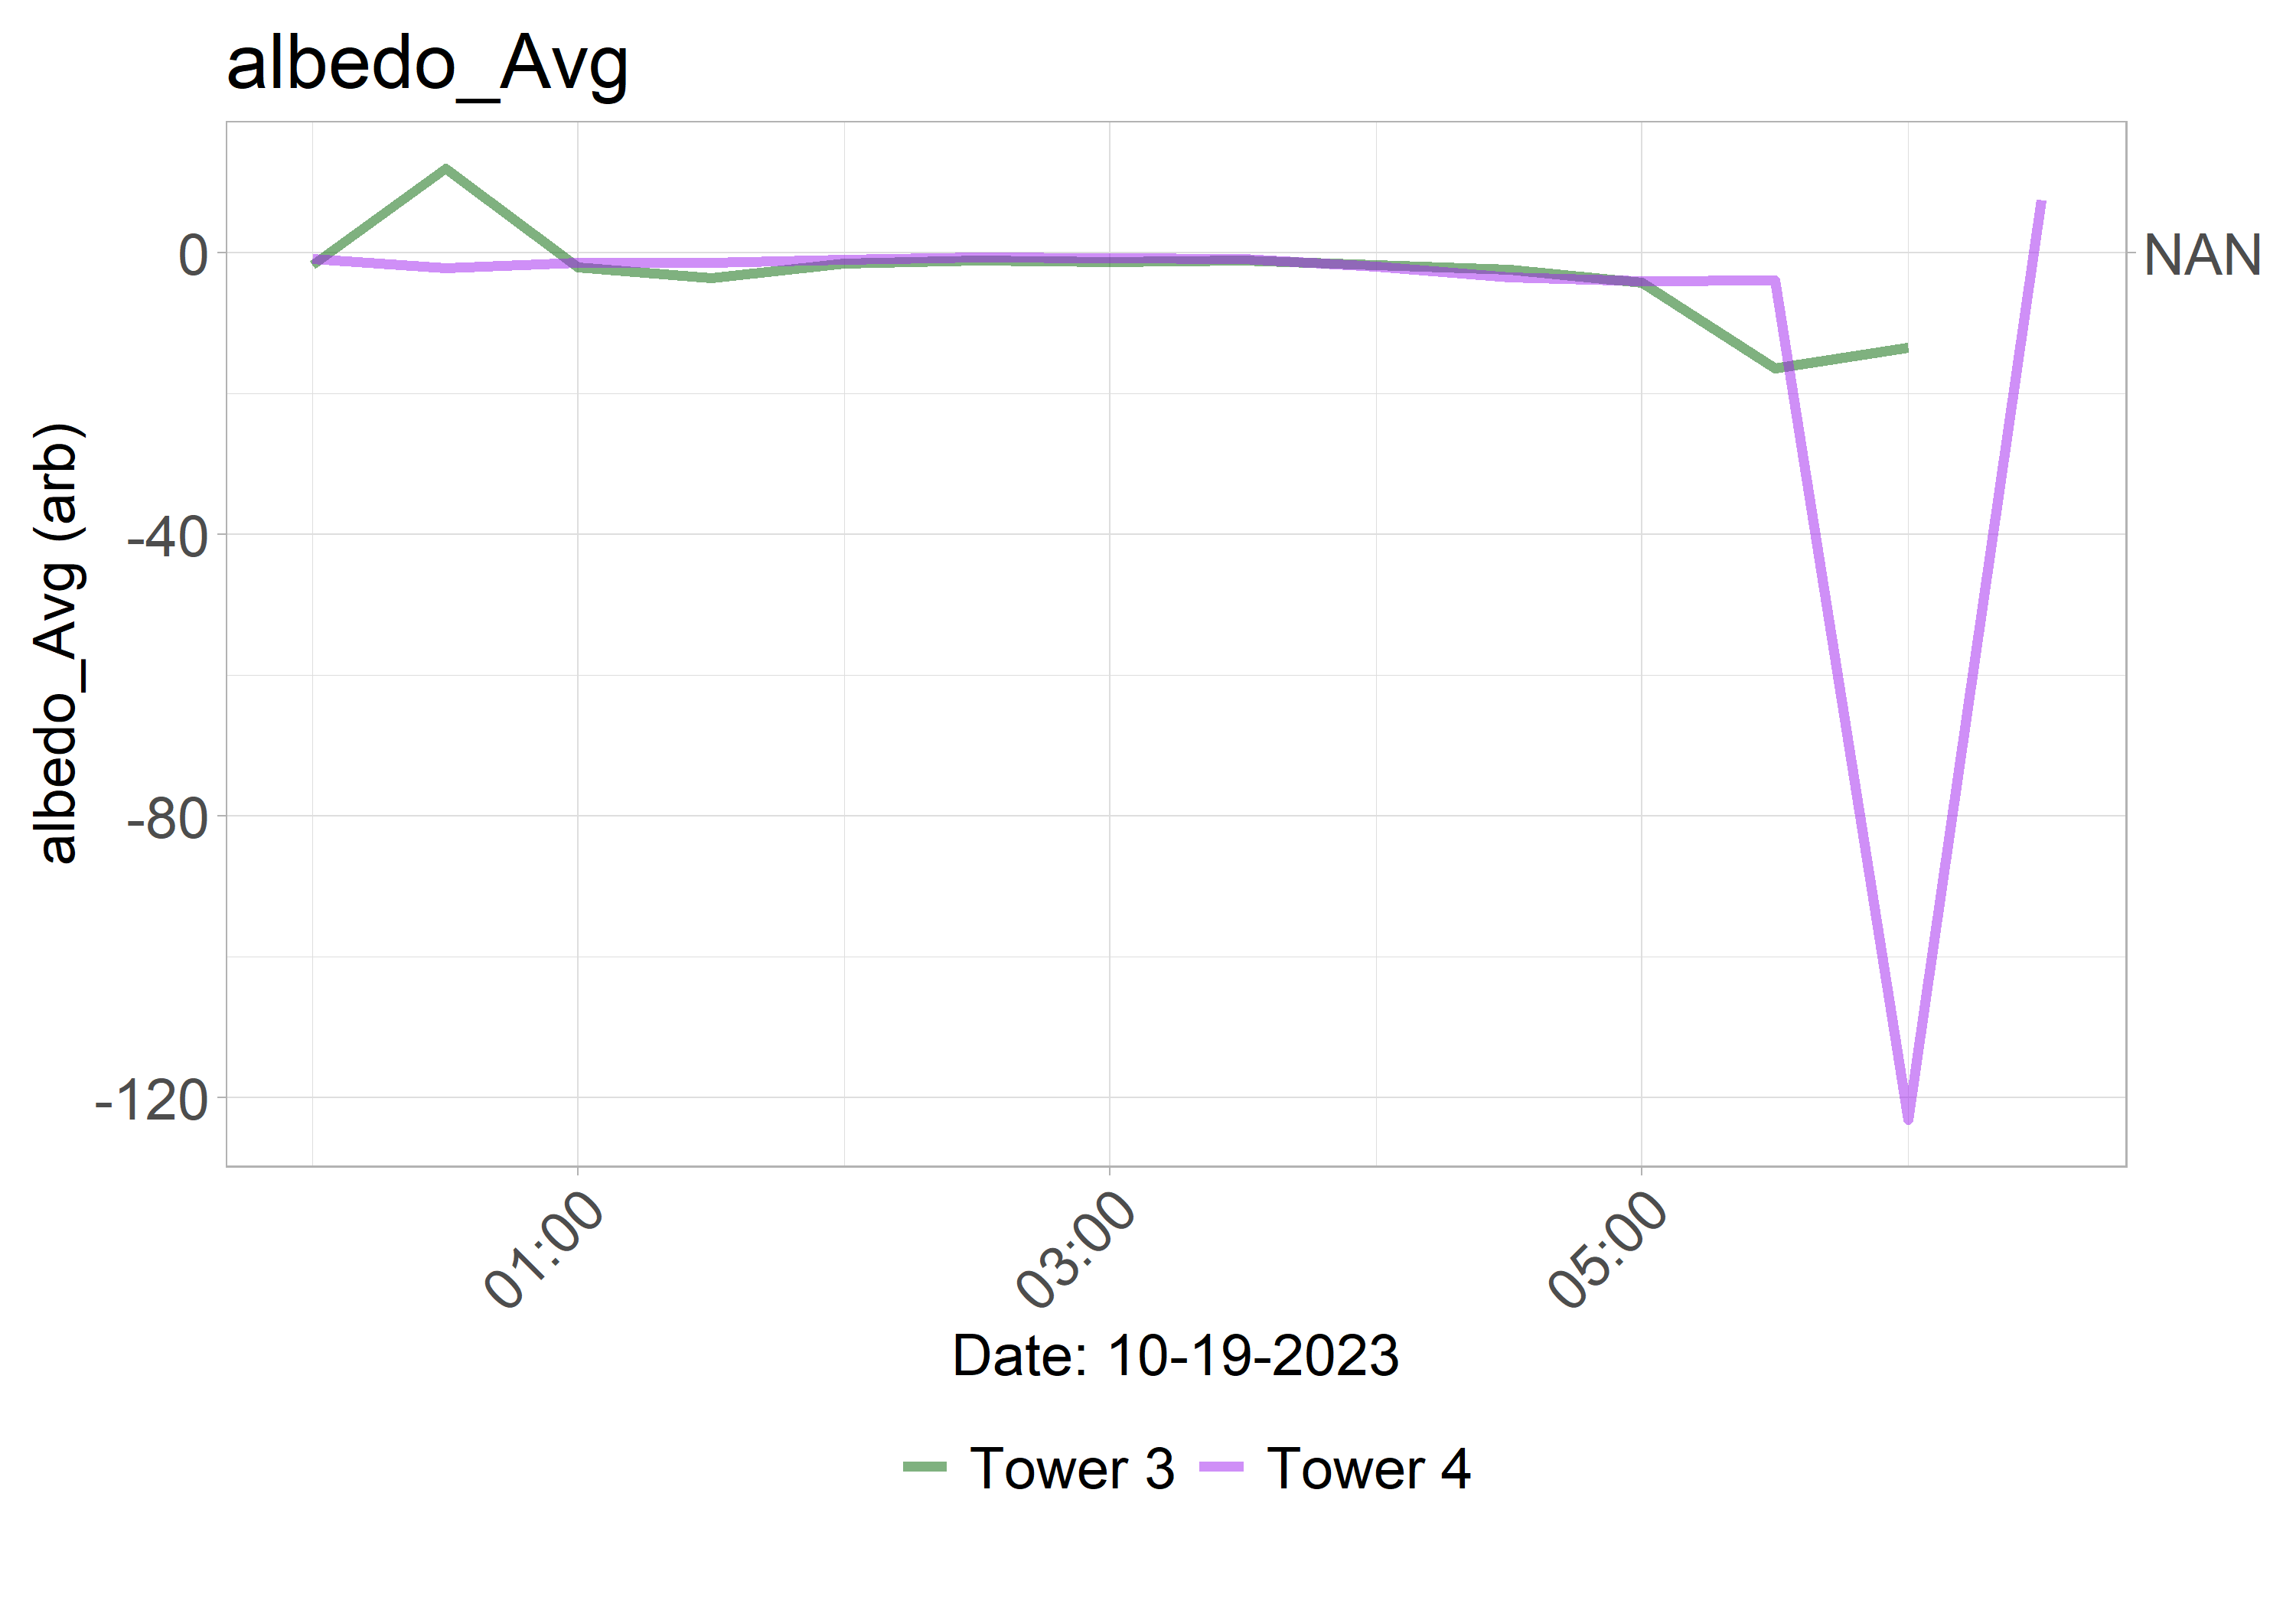 albedo_Avg
albedo_Avg (arb)
0
-40
-80
-120
NAN
01:00
03:00
05:00
Date: 10-19-2023
Tower 3
Tower 4